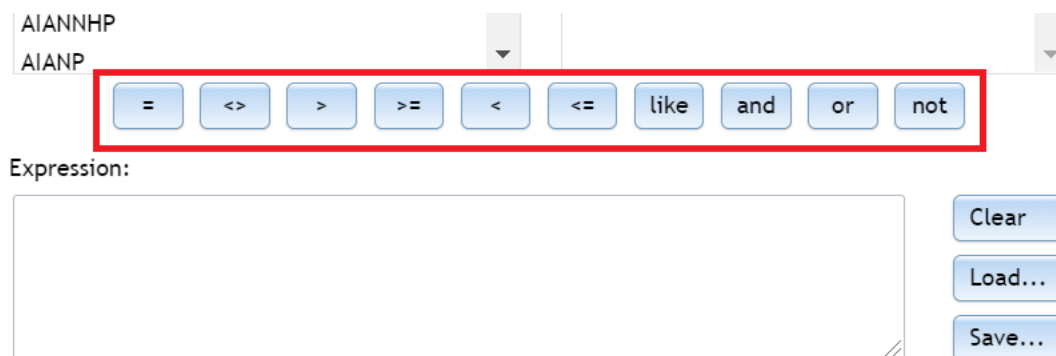 AIANNHP
AIANP
= <> > >= < <= like and or not
Expression:
Clear
Load...
Save...